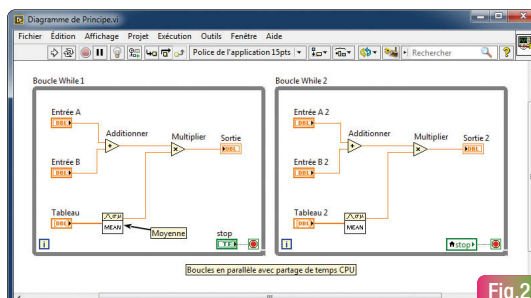 Diagramme de Principe.vi
Fichier Édition Affichage Projet Exécution Outils Fenêtre Aide
Police de l'application 15pts
Rechercher
Boucle While 1
Boucle While 2
Entrée A
DBL
Additionner
Multiplier
Sortie
DBL
Entrée B
DBL
Tableau
[DBL]
MEAN
Moyenne
stop
TF
i
Entrée A 2
DBL
Additionner
Multiplier
Sortie 2
DBL
Entrée B 2
DBL
Tableau 2
[DBL]
MEAN
stop
i
Boucles en parallèle avec partage de temps CPU
Fig.2